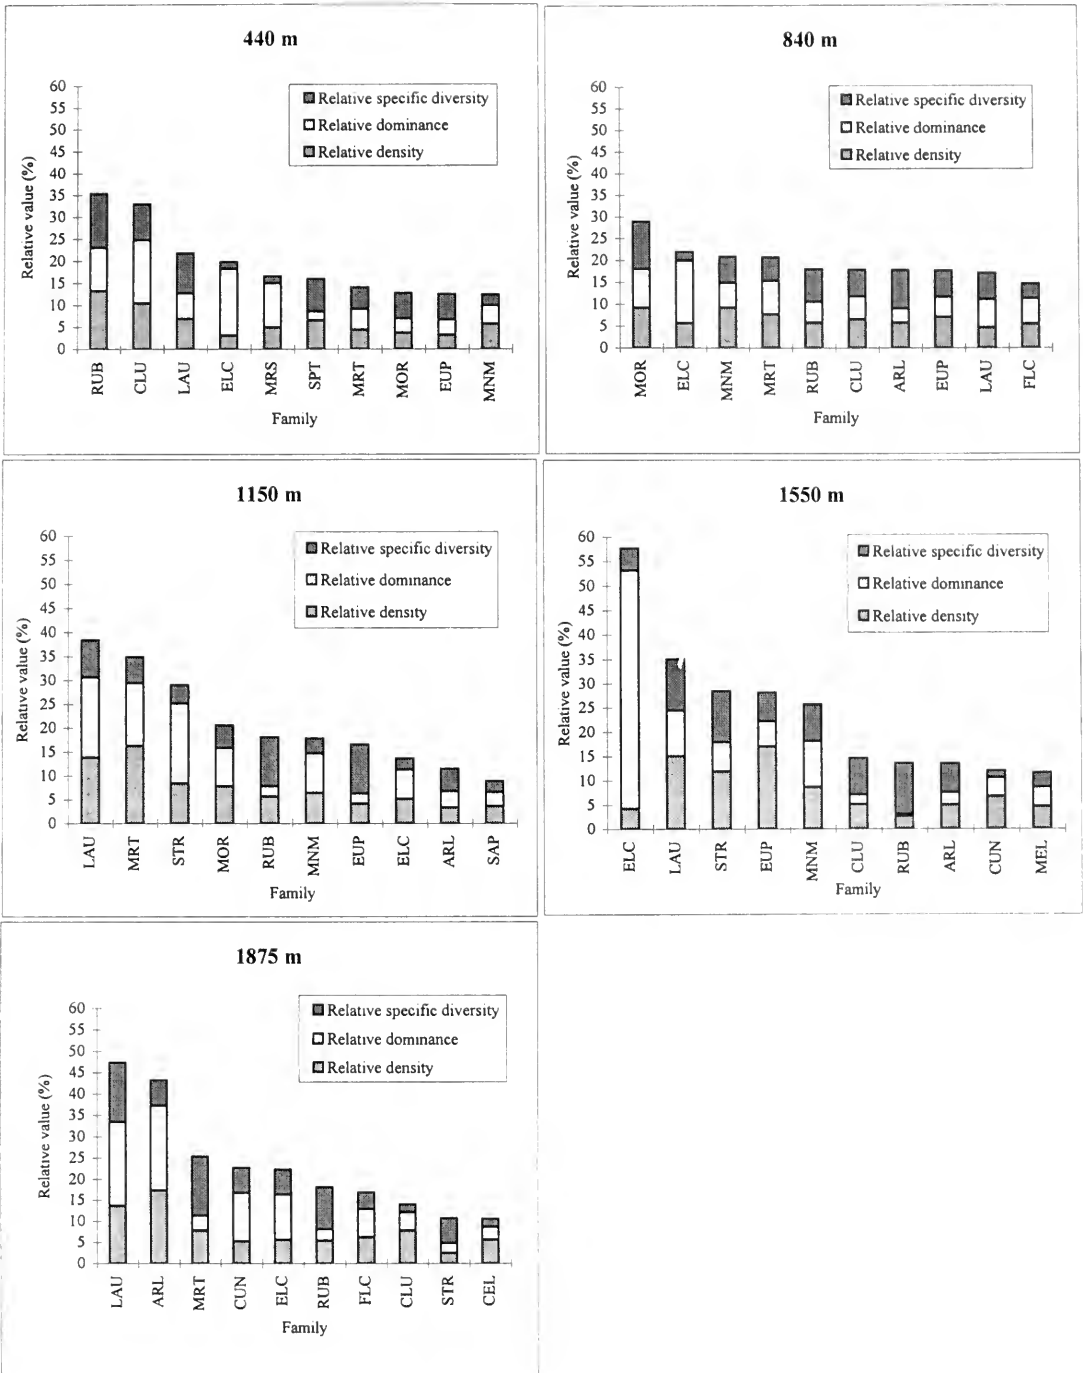 440 m
Relative specific diversity
Relative dominance
Relative density
Relative value (%)
60
55
50
45
40
35
30
25
20
15
10
5
0
RUB CLU LAU ELC MRS SPT MRT MOR EUP MNM
Family
840 m
Relative specific diversity
Relative dominance
Relative density
Relative value (%)
60
55
50
45
40
35
30
25
20
15
10
5
0
MOR ELC MNM MRT RUB CLU ARL EUP LAU FLC
Family
1150 m
Relative specific diversity
Relative dominance
Relative density
Relative value (%)
60
55
50
45
40
35
30
25
20
15
10
5
0
LAU MRT STR MOR RUB MNM EUP ELC ARL SAP
Family
1550 m
Relative specific diversity
Relative dominance
Relative density
Relative value (%)
60
55
50
45
40
35
30
25
20
15
10
5
0
ELC LAU STR EUP MNM CLU RUB ARL CUN MEL
Family
1875 m
Relative specific diversity
Relative dominance
Relative density
Relative value (%)
60
55
50
45
40
35
30
25
20
15
10
5
0
LAU ARL MRT CUN ELC RUB FLC CLU STR CEL
Family